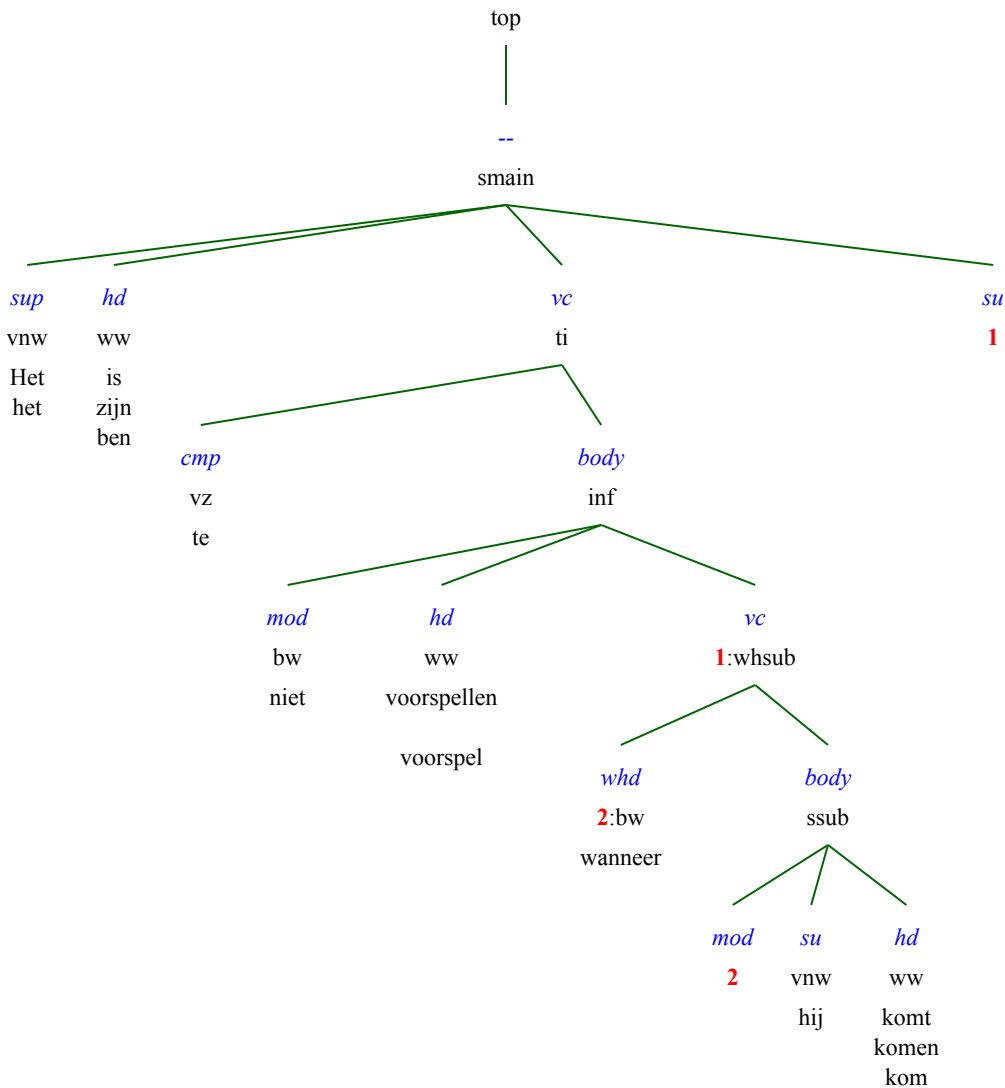 top
--
smain
sup hd vc su
vnw ww ti 1
Het is
het zijn
ben
cmp body
vz inf
te
mod hd vc
bw ww 1:whsub
niet voorspellen
voorspel
whd body
2:bw ssub
wanneer
mod su hd
2 vnw ww
hij komt
komen
kom